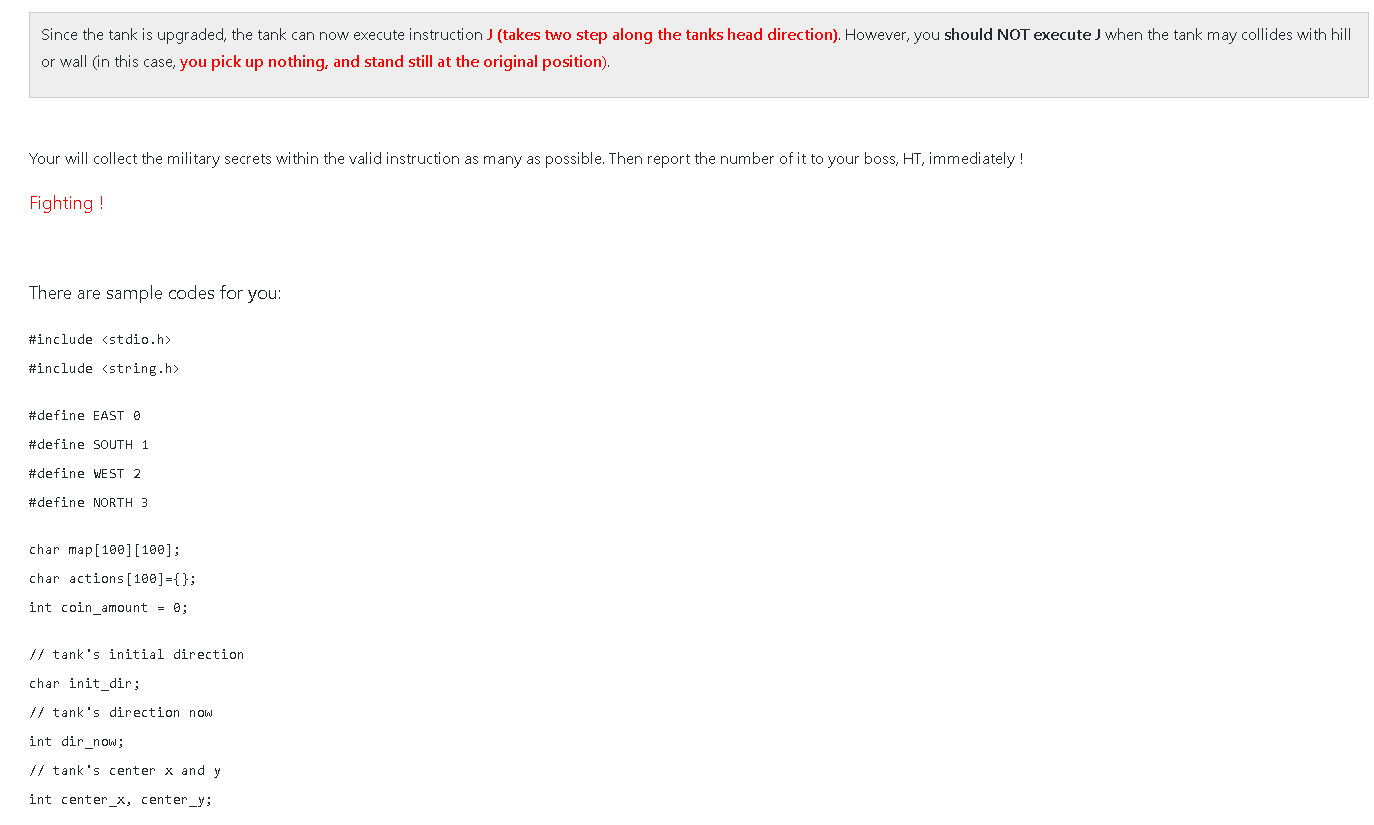 Since the tank is upgraded, the tank can now execute instruction J (takes two step along the tanks head direction). However, you should NOT execute J when the tank may collides with hill
or wall (in this case, you pick up nothing, and stand still at the original position).
Your will collect the military secrets within the valid instruction as many as possible. Then report the number of it to your boss, HT, immediately !
Fighting !
There are sample codes for you:
#include <stdio.h>
#include <string.h>
#define EAST 0
#define SOUTH 1
#define WEST 2
#define NORTH 3
char map[100][100];
char actions[100]={};
int coin_amount = 0;
// tank's initial direction
char init_dir;
// tank's direction now
int dir_now;
// tank's center x and y
int center_x, center_y;